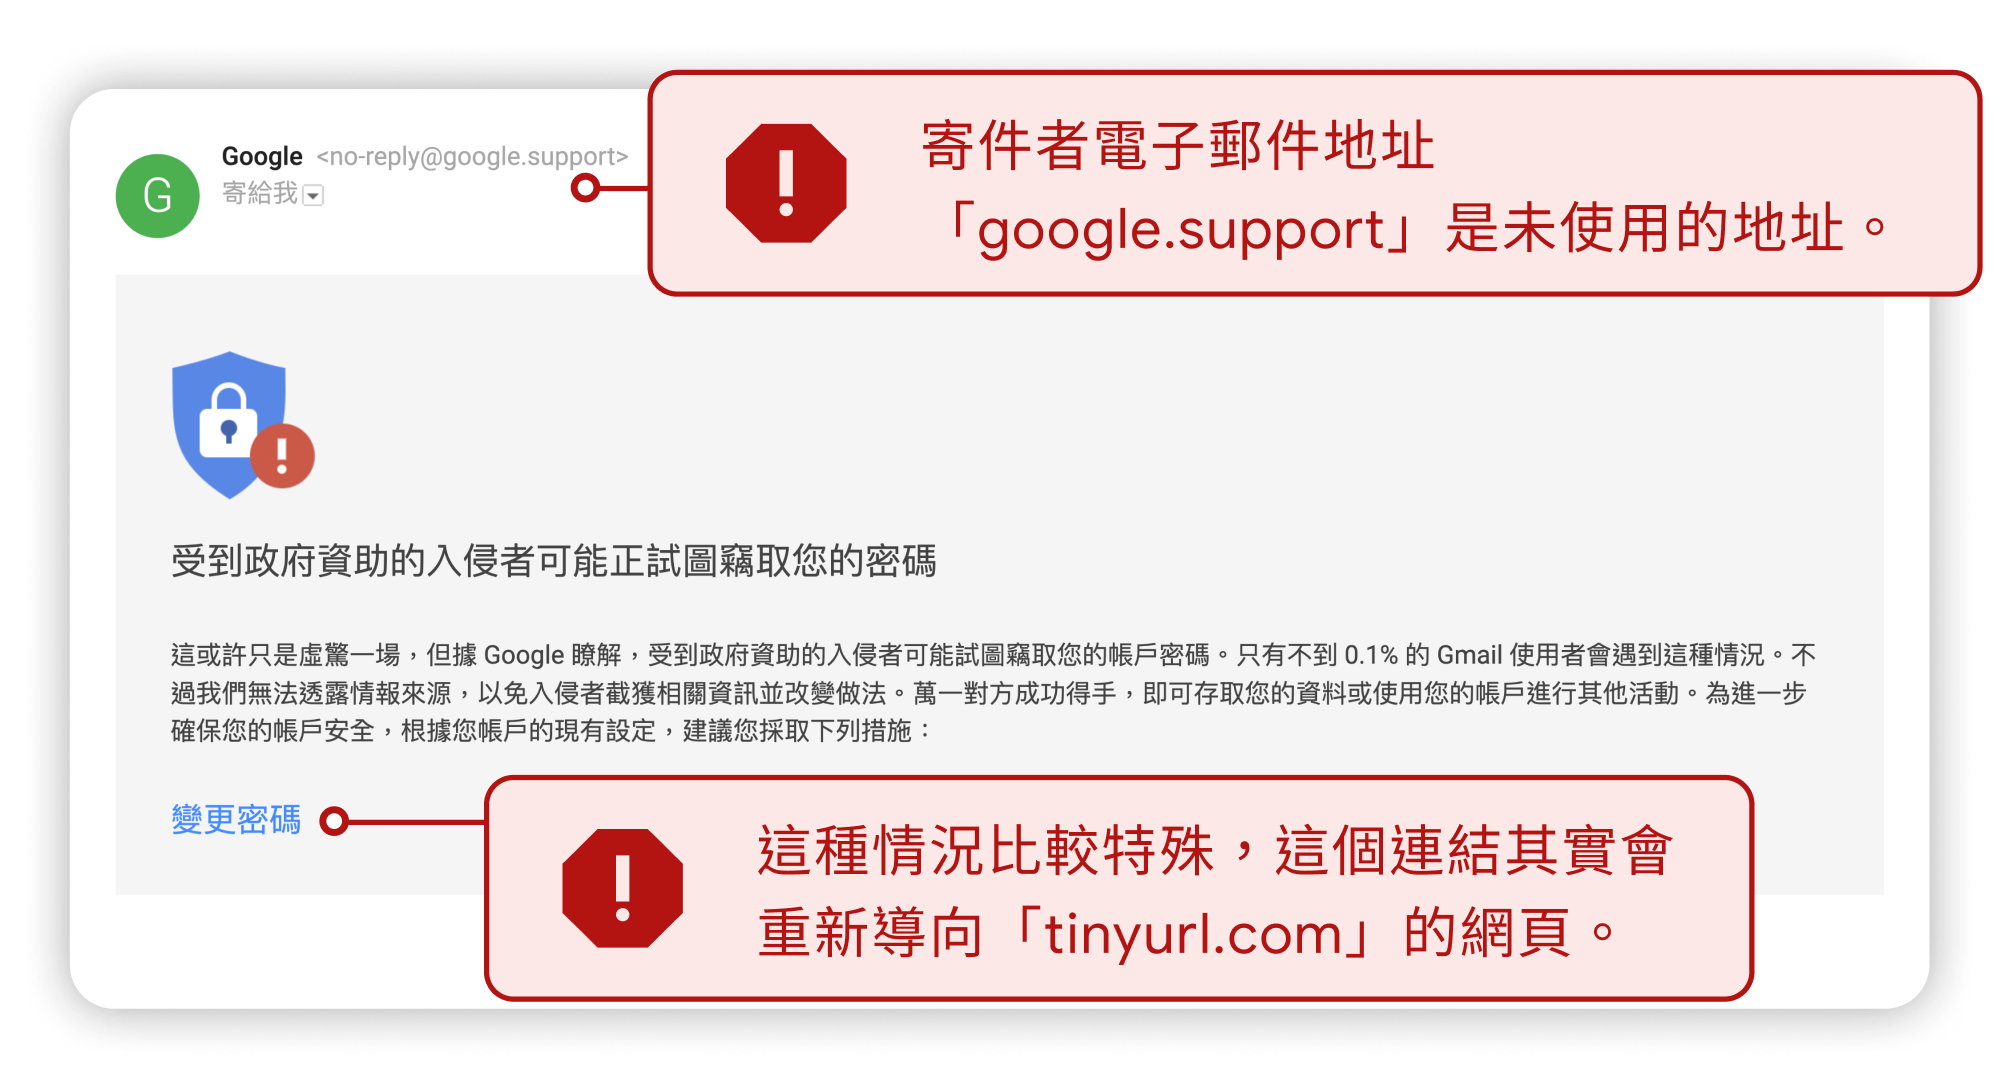 Google <no-reply@google.support>
寄給我
G
寄件者電子郵件地址
「google.support」是未使用的地址。
受到政府資助的入侵者可能正試圖竊取您的密碼
這或許只是虛驚一場，但據 Google 瞭解，受到政府資助的入侵者可能試圖竊取您的帳戶密碼。只有不到 0.1% 的 Gmail 使用者會遇到這種情況。不
過我們無法透露情報來源，以免入侵者截獲相關資訊並改變做法。萬一對方成功得手，即可存取您的資料或使用您的帳戶進行其他活動。為進一步
確保您的帳戶安全，根據您帳戶的現有設定，建議您採取下列措施：
變更密碼
這種情況比較特殊，這個連結其實會
重新導向「tinyurl.com」的網頁。